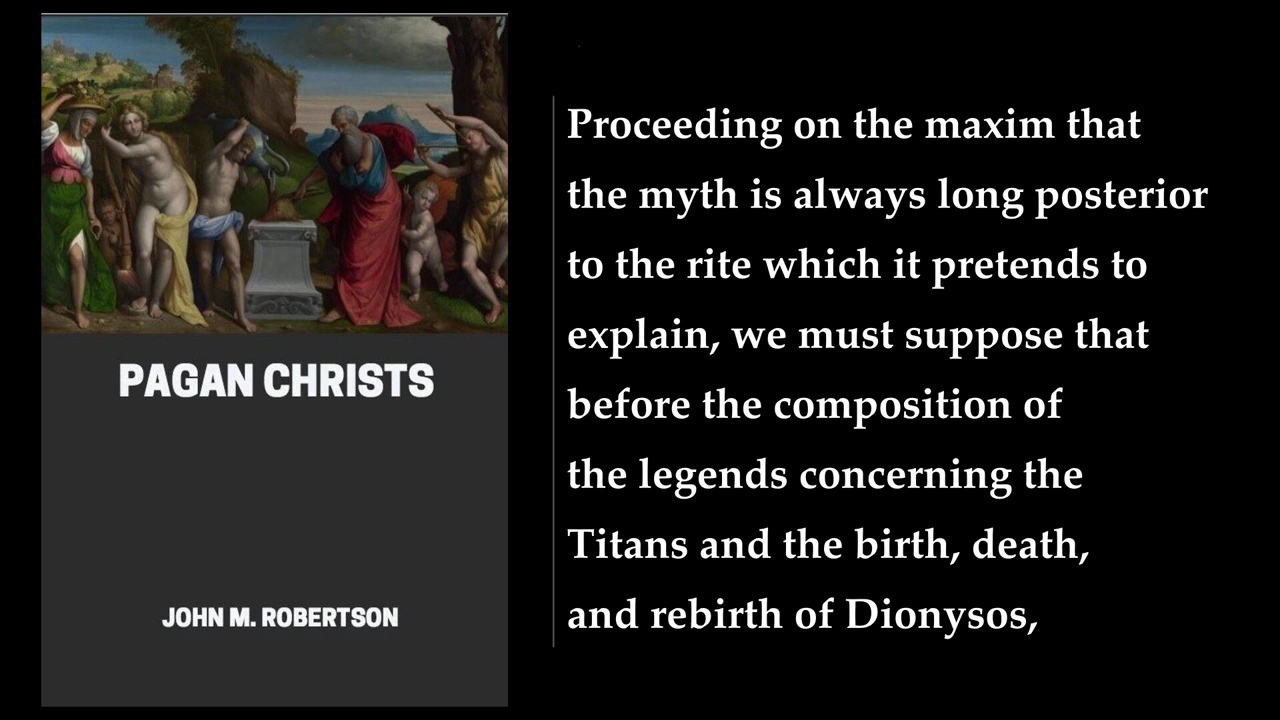 PAGAN CHRISTS
JOHN M. ROBERTSON
Proceeding on the maxim that
the myth is always long posterior
to the rite which it pretends to
explain, we must suppose that
before the composition of
the legends concerning the
Titans and the birth, death,
and rebirth of Dionysos,